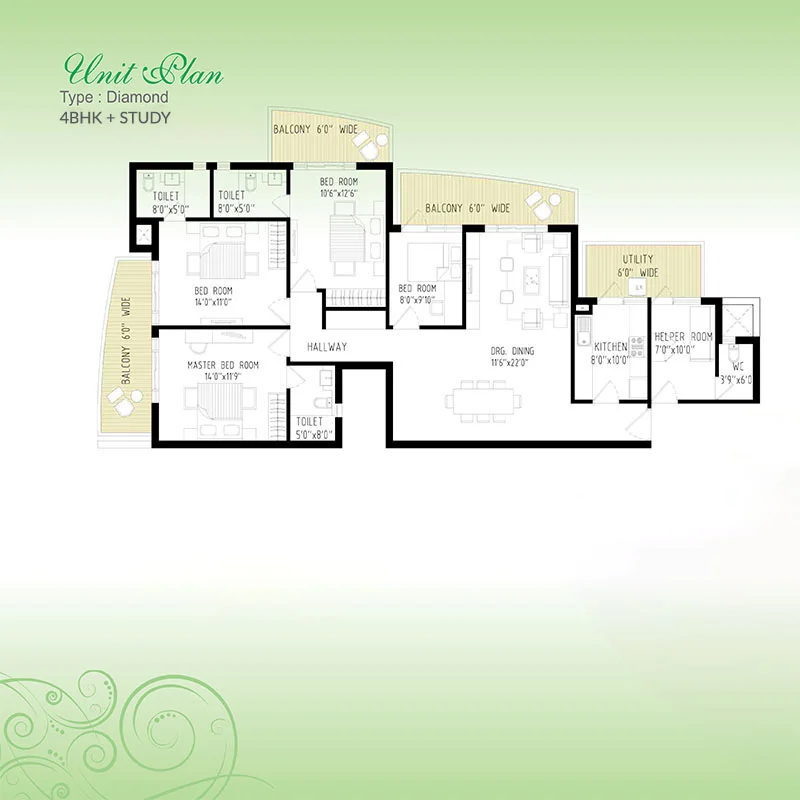 Unit Plan
Type : Diamond
4BHK + STUDY
BALCONY 6'0" WIDE
TOILET
8'0"x5'0"
TOILET
8'0"x5'0"
BED ROOM
10'6"x12'6"
BALCONY 6'0" WIDE
UTILITY
6'0" WIDE
BED ROOM
14'0"x11'0"
BED ROOM
8'0"x9'10"
BALCONY 6'0" WIDE
HALLWAY
DRG. DINING
11'6"x22'0"
KITCHEN
8'0"x10'0"
HELPER ROOM
7'0"x10'0"
WC
3'9"x6'0
MASTER BED ROOM
14'0"x11'9"
TOILET
5'0"x8'0"